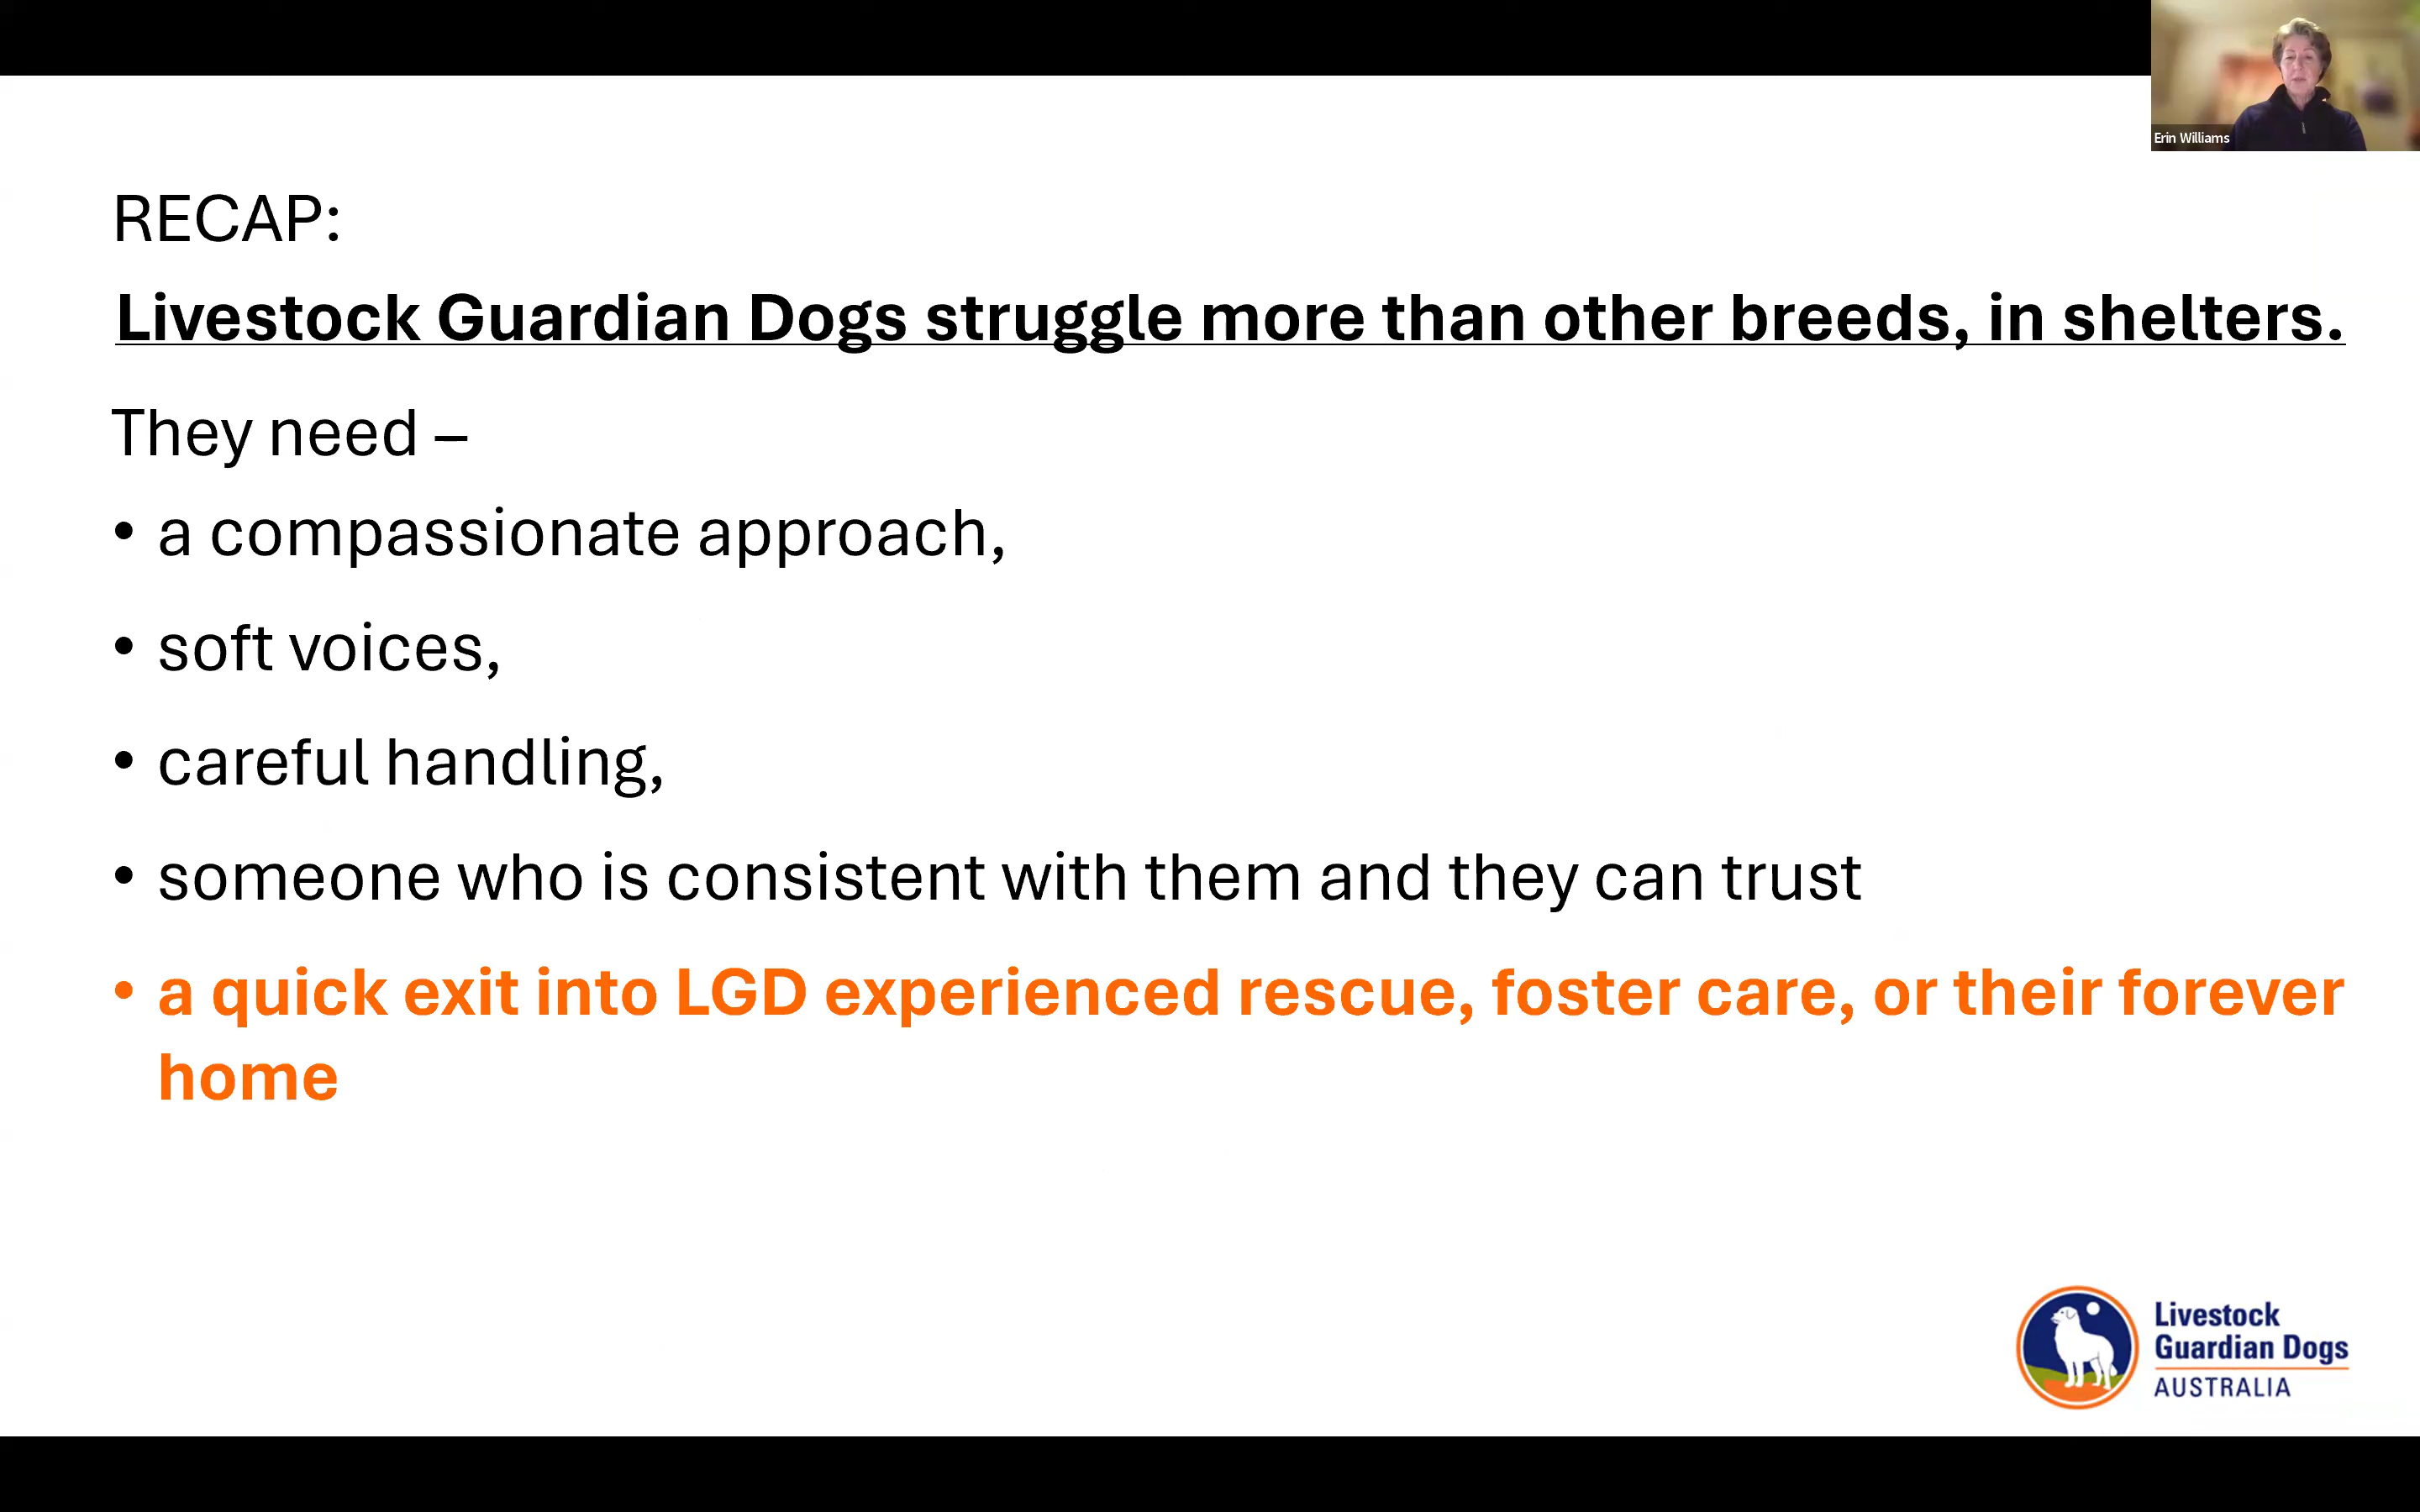 Erin Williams
RECAP:
Livestock Guardian Dogs struggle more than other breeds, in shelters.
They need –
• a compassionate approach,
• soft voices,
• careful handling,
• someone who is consistent with them and they can trust
• a quick exit into LGD experienced rescue, foster care, or their forever
home
Livestock
Guardian Dogs
AUSTRALIA